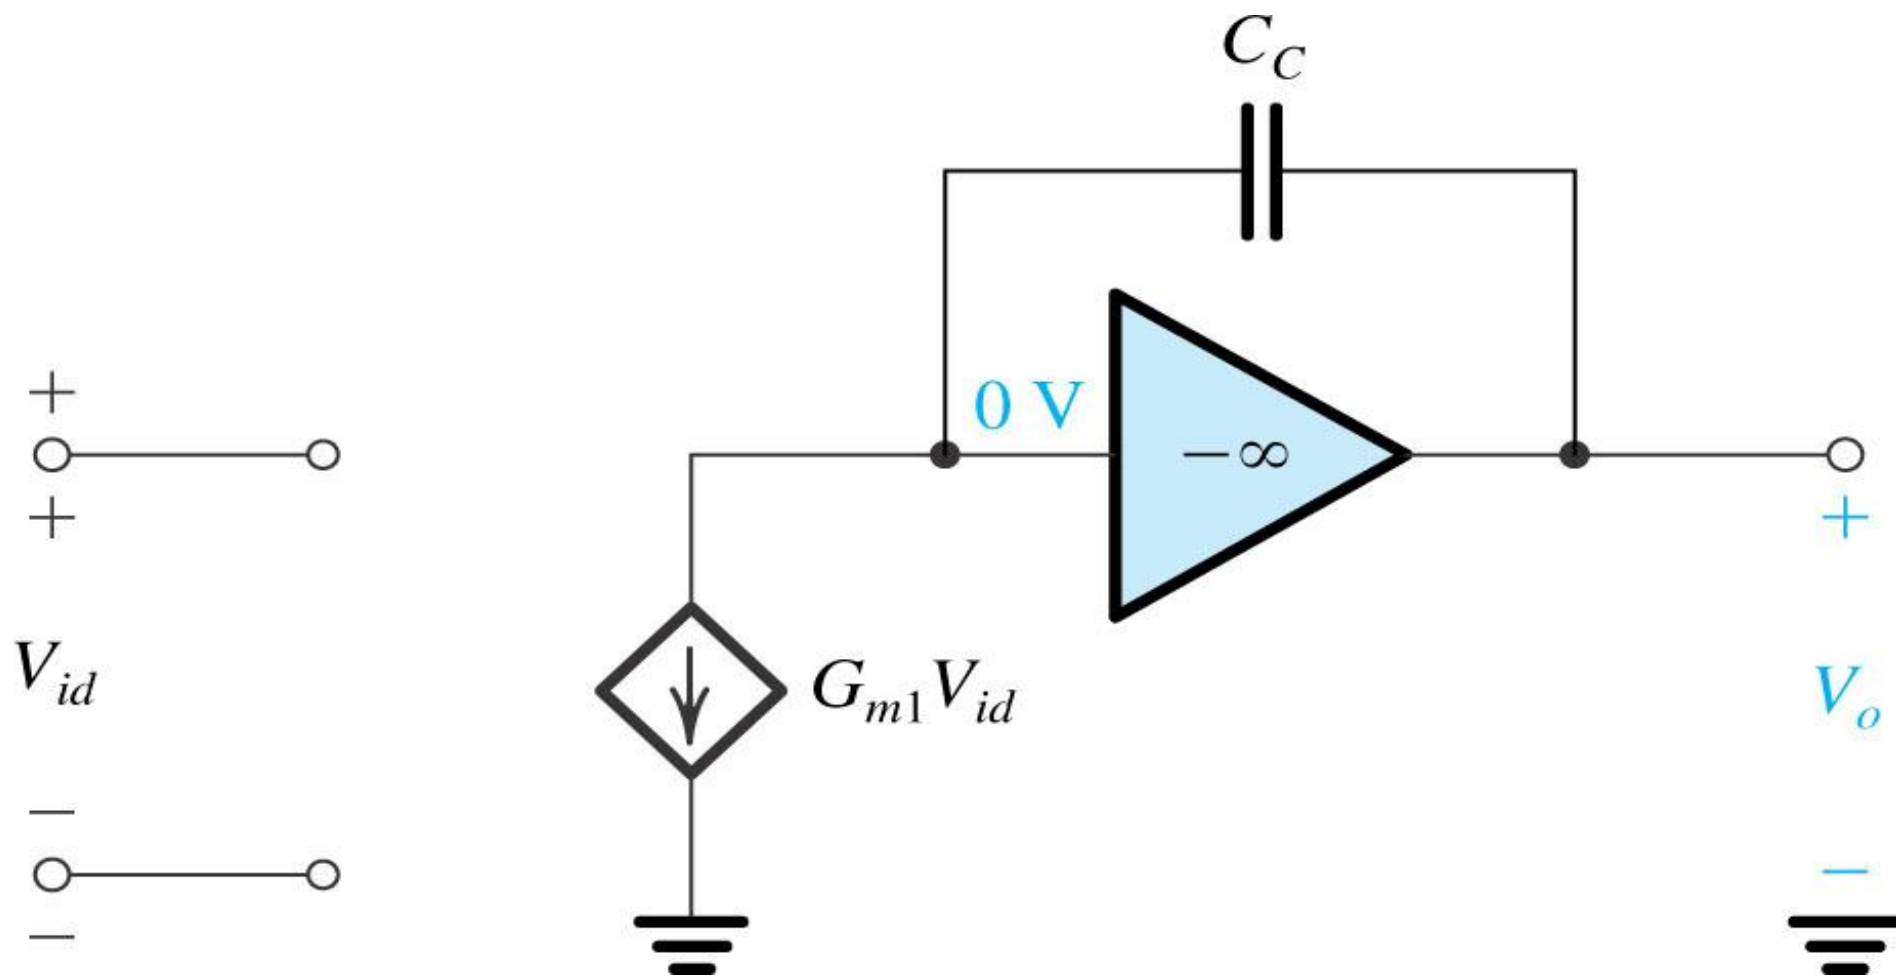 C_C
+
0 V
−∞
+
+
V_id
G_m1V_id
V_o
−
−
−